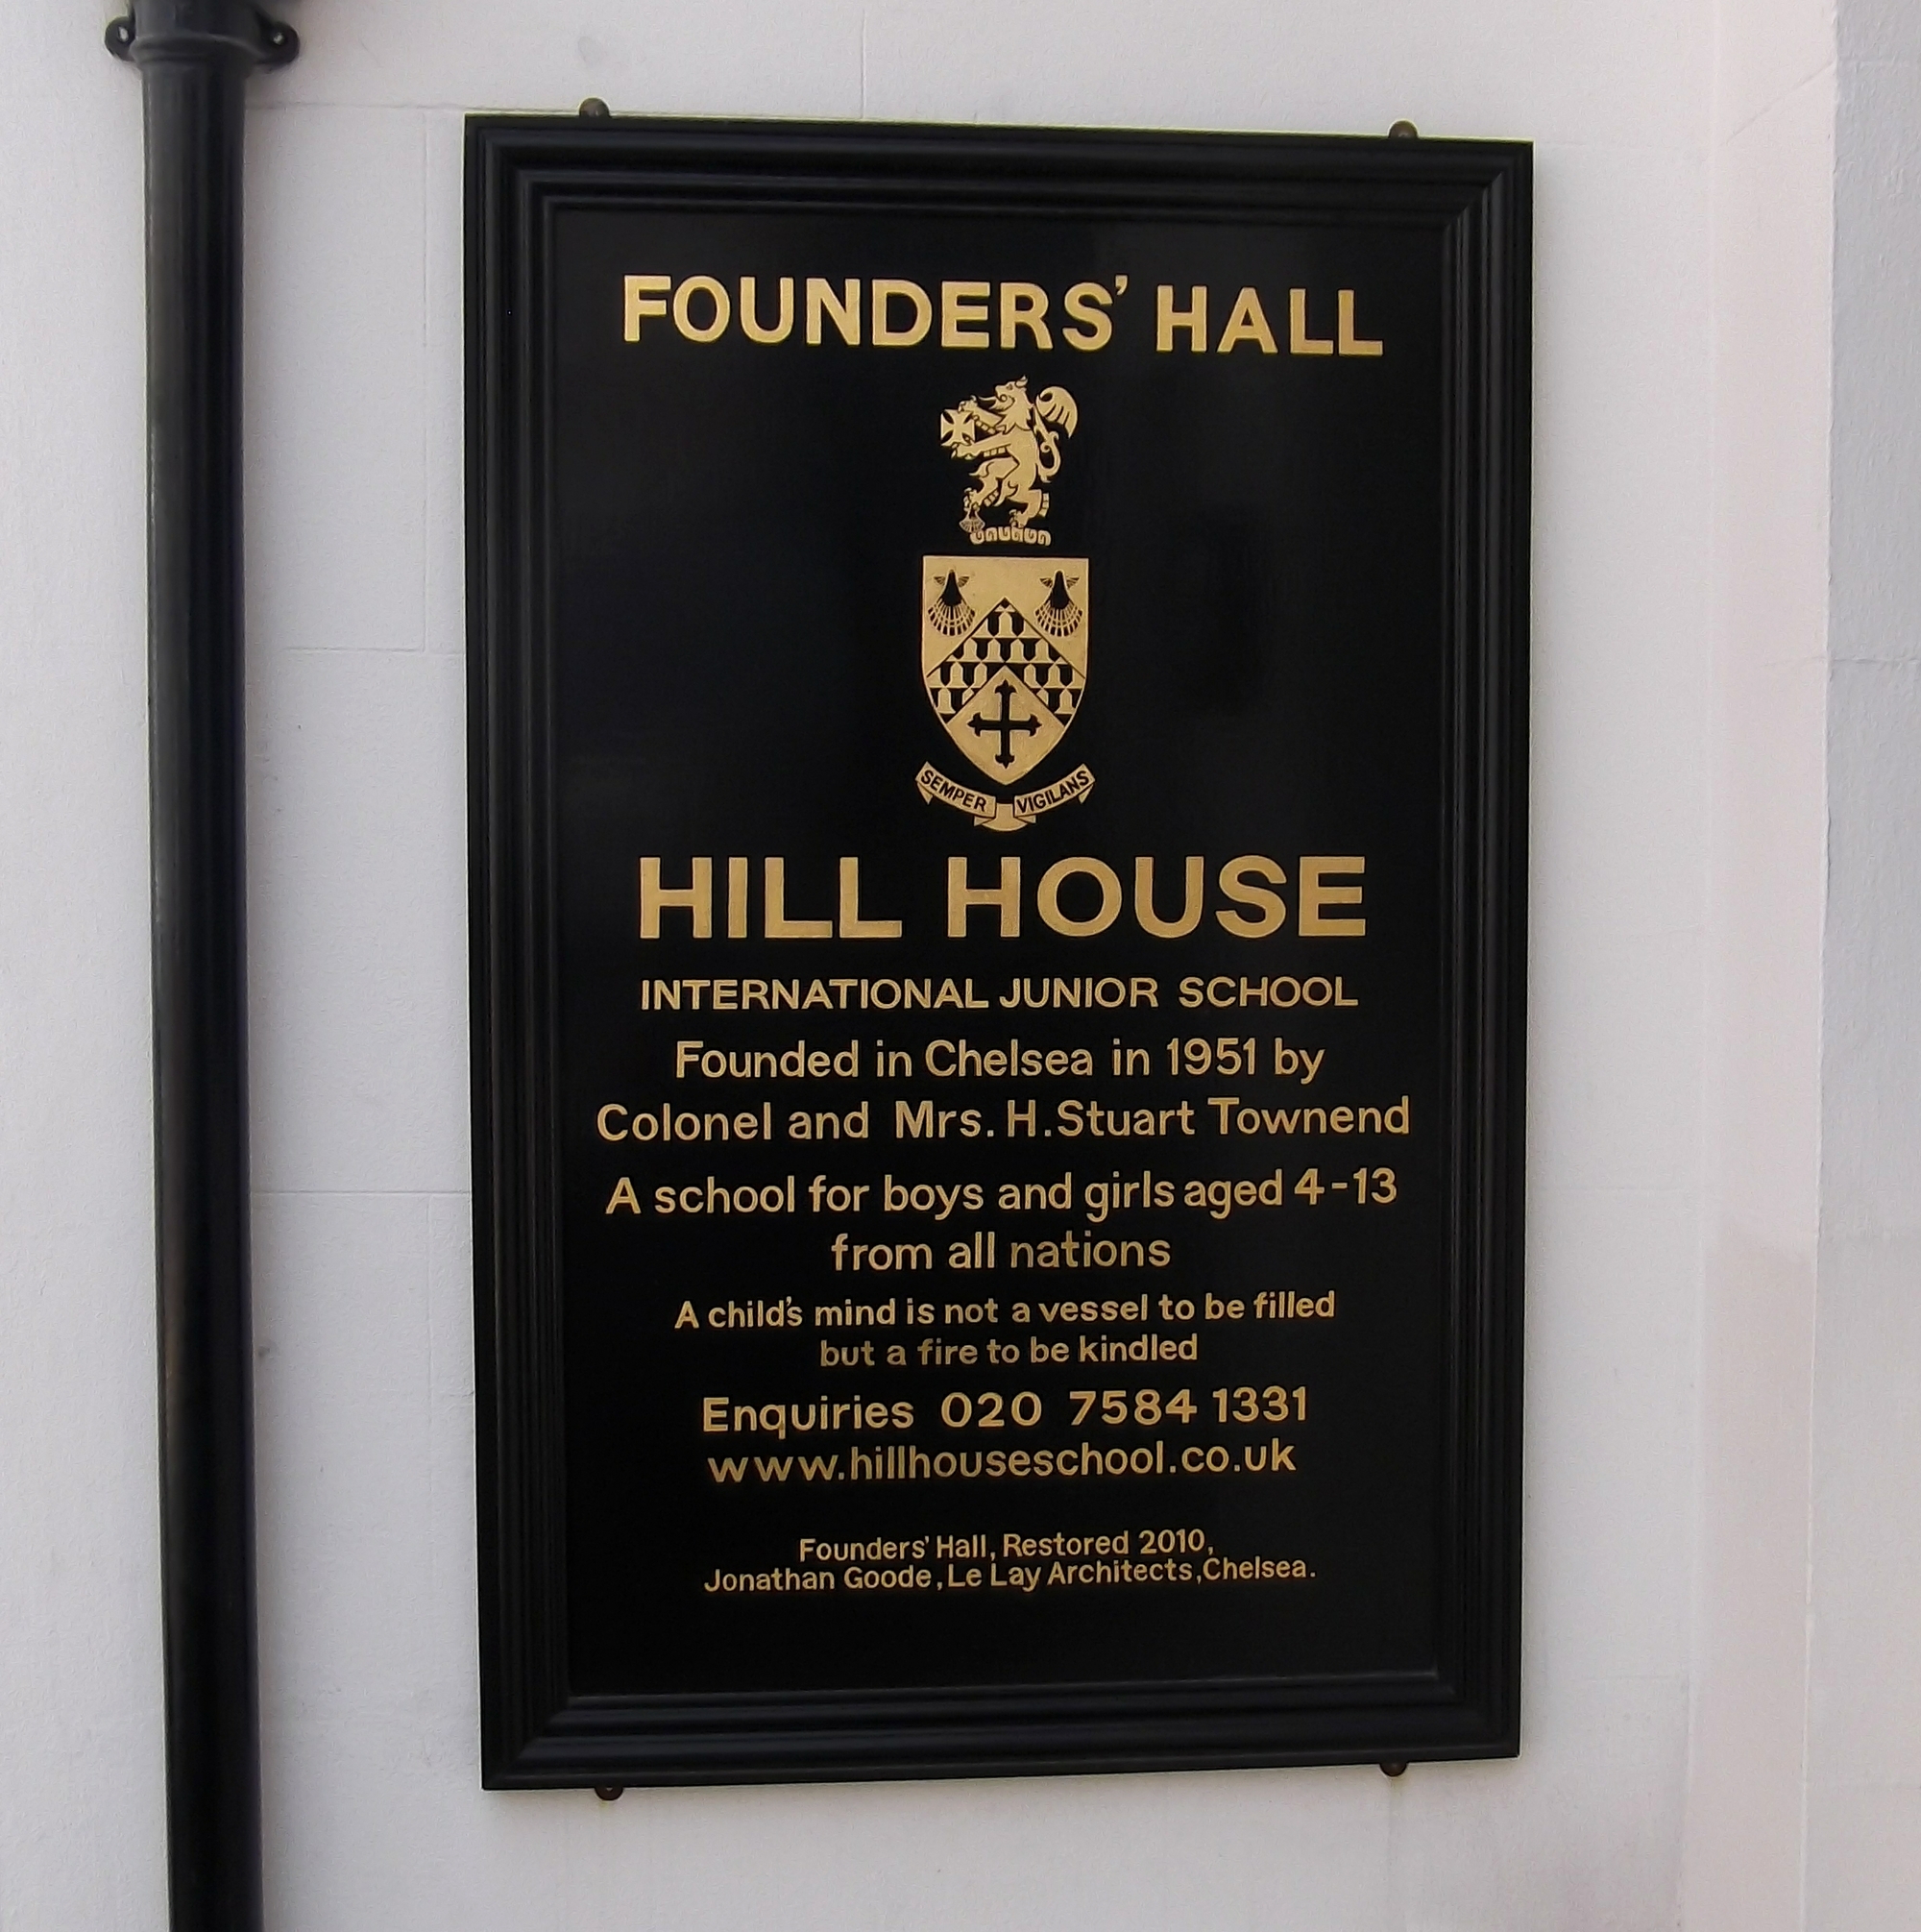 FOUNDERS' HALL
SEMPER VIGILANS
HILL HOUSE
INTERNATIONAL JUNIOR SCHOOL
Founded in Chelsea in 1951 by
Colonel and Mrs. H. Stuart Townend
A school for boys and girls aged 4-13
from all nations
A child's mind is not a vessel to be filled
but a fire to be kindled
Enquiries 020 7584 1331
www.hillhouseschool.co.uk
Founders' Hall, Restored 2010,
Jonathan Goode, Le Lay Architects, Chelsea.